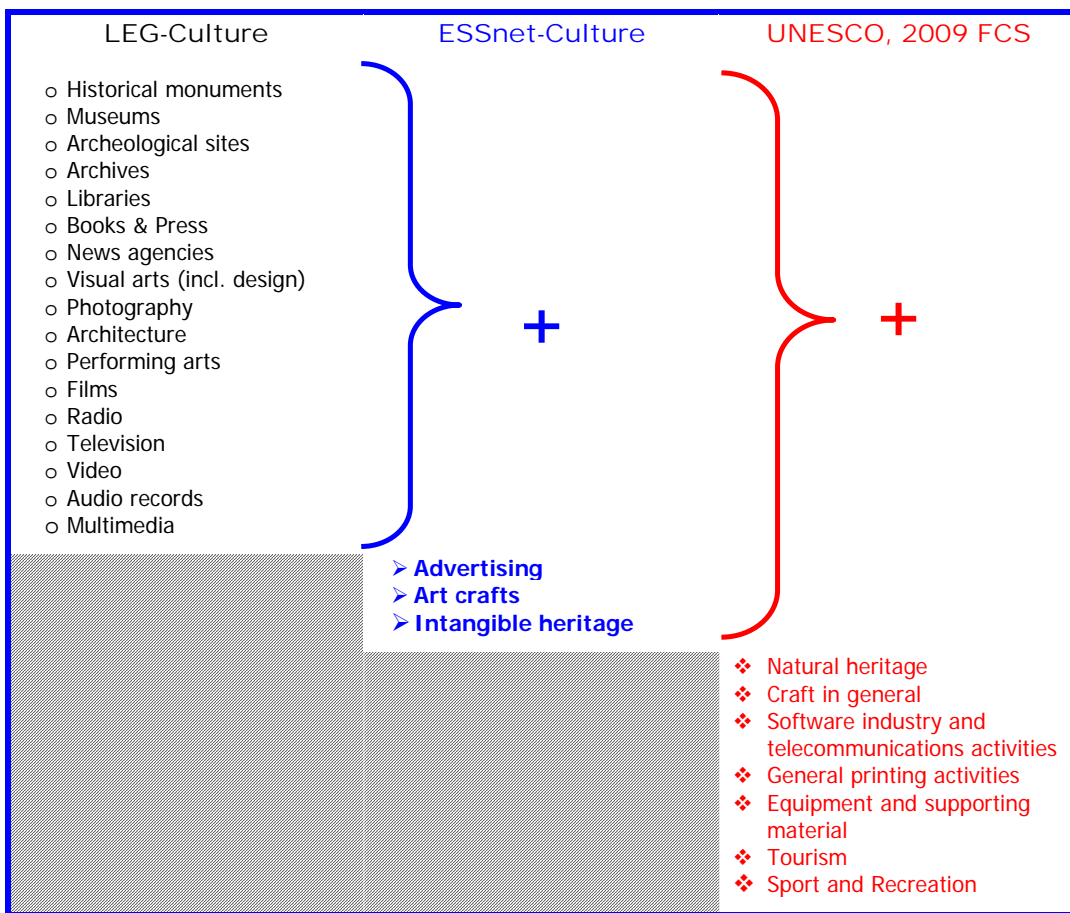 LEG-Culture
ESSnet-Culture
UNESCO, 2009 FCS
o Historical monuments
o Museums
o Archeological sites
o Archives
o Libraries
o Books & Press
o News agencies
o Visual arts (incl. design)
o Photography
o Architecture
o Performing arts
o Films
o Radio
o Television
o Video
o Audio records
o Multimedia
+
+
➢ Advertising
➢ Art crafts
➢ Intangible heritage
❖ Natural heritage
❖ Craft in general
❖ Software industry and
telecommunications activities
❖ General printing activities
❖ Equipment and supporting
material
❖ Tourism
❖ Sport and Recreation